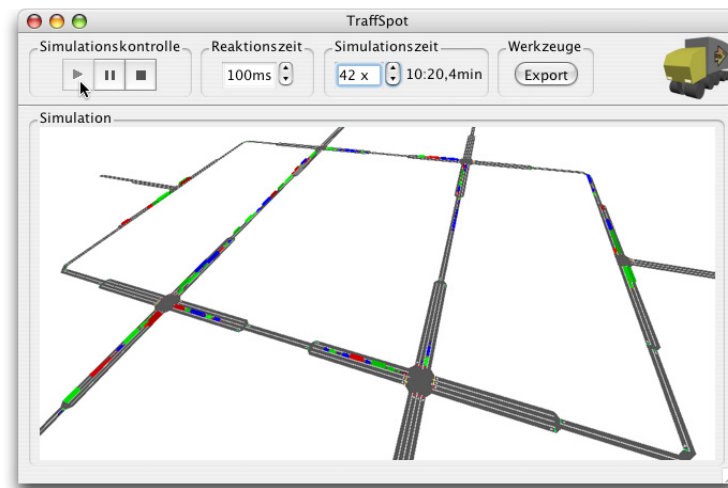 TraffSpot
Simulationskontrolle
Reaktionszeit
100ms
Simulationszeit
42 x
10:20,4min
Werkzeuge
Export
Simulation